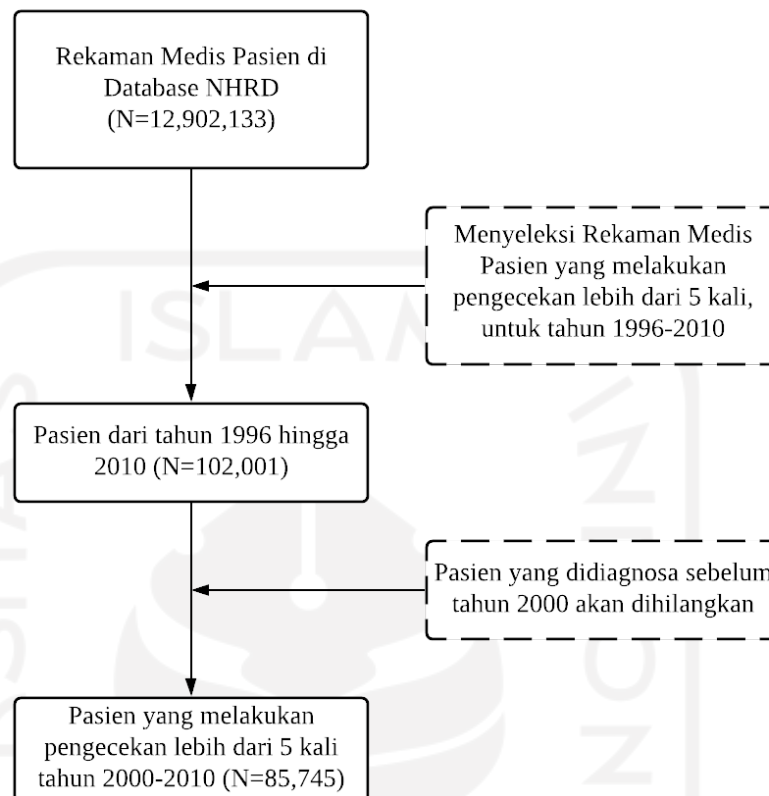 Rekaman Medis Pasien di
Database NHRD
(N=12,902,133)
Menyeleksi Rekaman Medis
Pasien yang melakukan
pengecekan lebih dari 5 kali,
untuk tahun 1996-2010
ISLAM
Pasien dari tahun 1996 hingga
2010 (N=102,001)
Pasien yang didiagnosa sebelum
tahun 2000 akan dihilangkan
Pasien yang melakukan
pengecekan lebih dari 5 kali
tahun 2000-2010 (N=85,745)